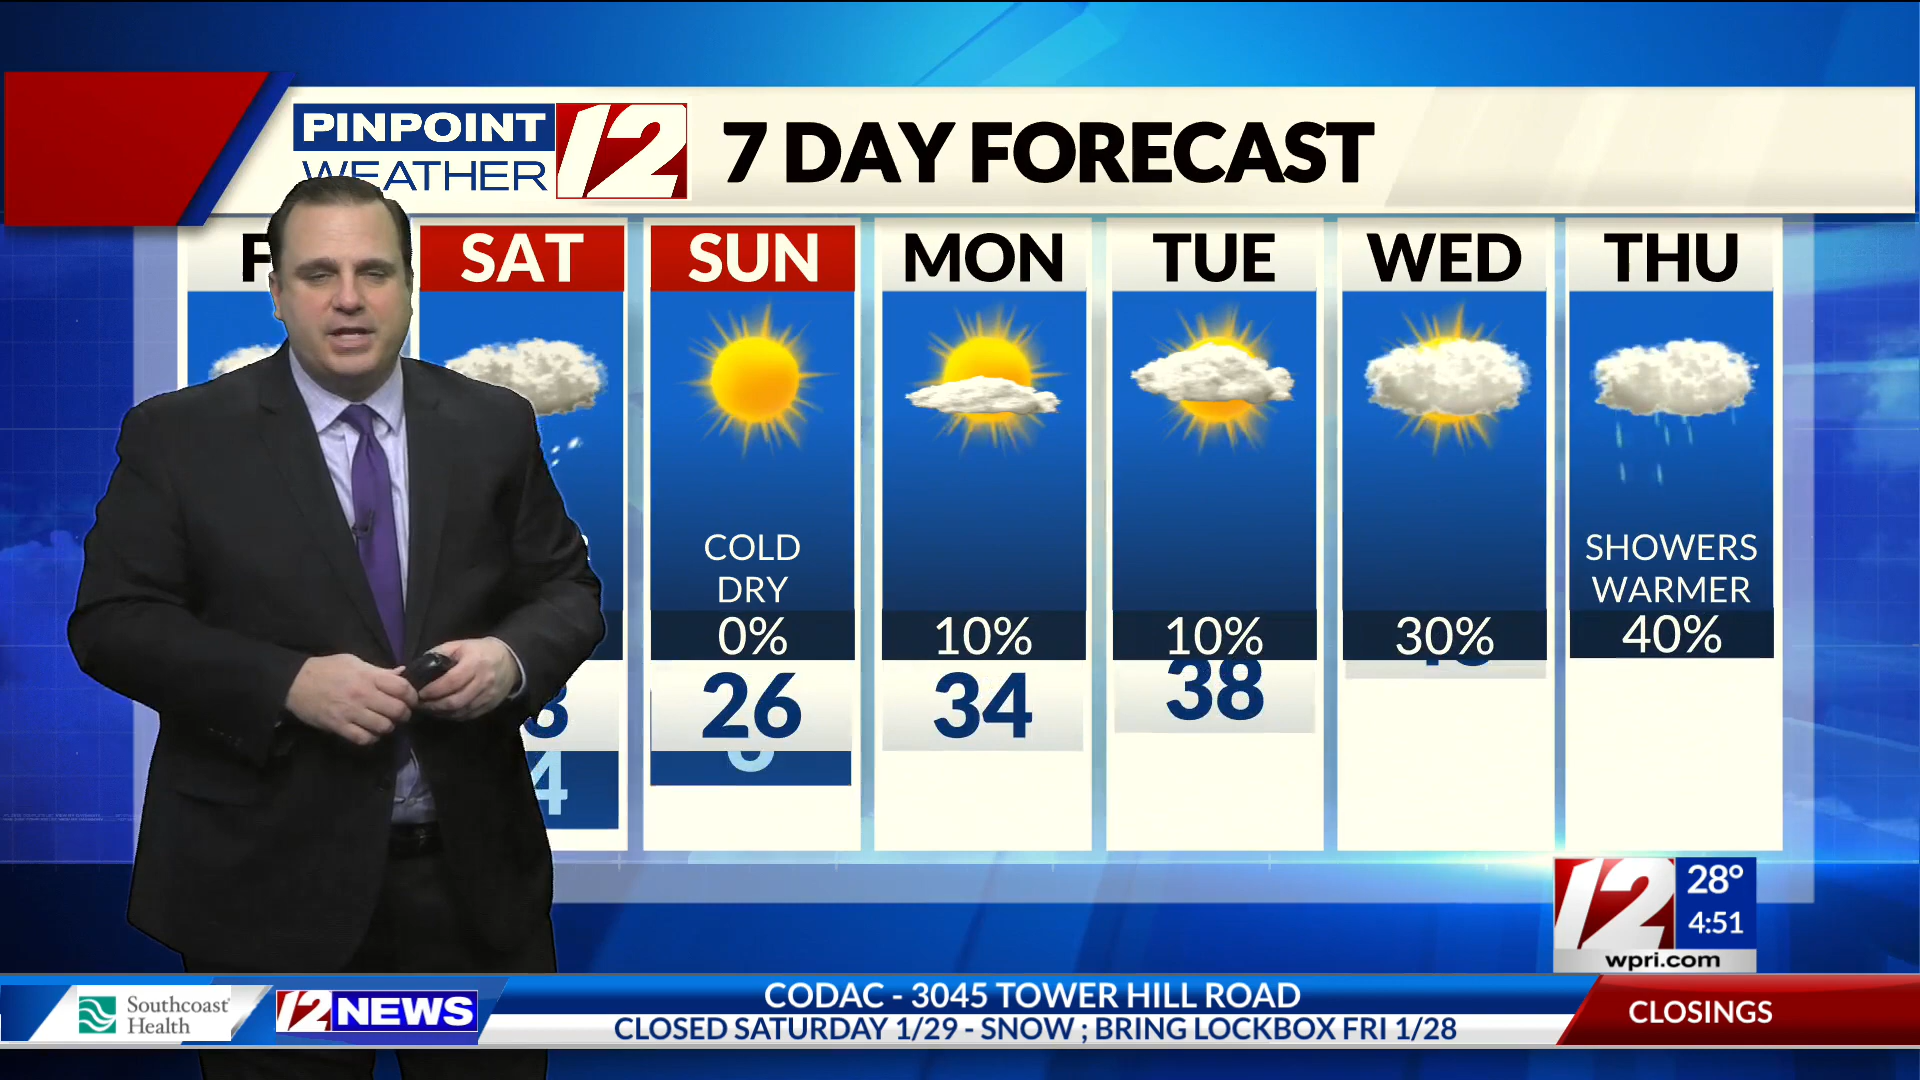 PINPOINT
WEATHER
12
7 DAY FORECAST
SAT
SUN
MON
TUE
WED
THU
COLD
DRY
SHOWERS
WARMER
0%
10%
10%
30%
40%
26
34
38
12
28°
4:51
wpri.com
Southcoast
Health
12 NEWS
CODAC - 3045 TOWER HILL ROAD
CLOSED SATURDAY 1/29 - SNOW ; BRING LOCKBOX FRI 1/28
CLOSINGS